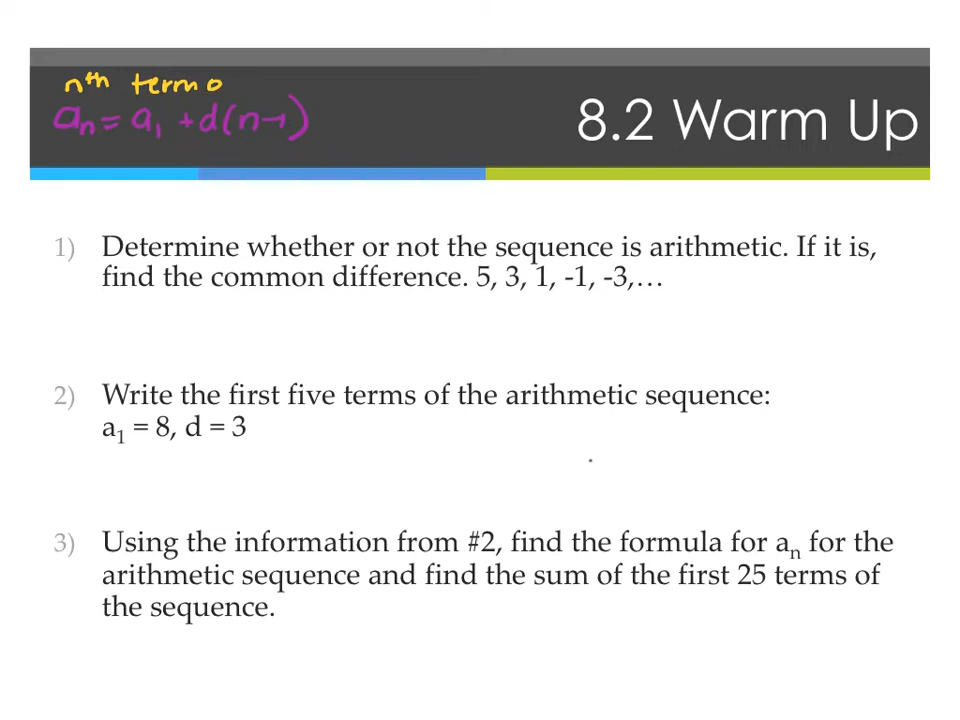 nth term o
an = a1 + d(n-1)
8.2 Warm Up
1) Determine whether or not the sequence is arithmetic. If it is,
find the common difference. 5, 3, 1, -1, -3,…
2) Write the first five terms of the arithmetic sequence:
a1 = 8, d = 3
3) Using the information from #2, find the formula for an for the
arithmetic sequence and find the sum of the first 25 terms of
the sequence.